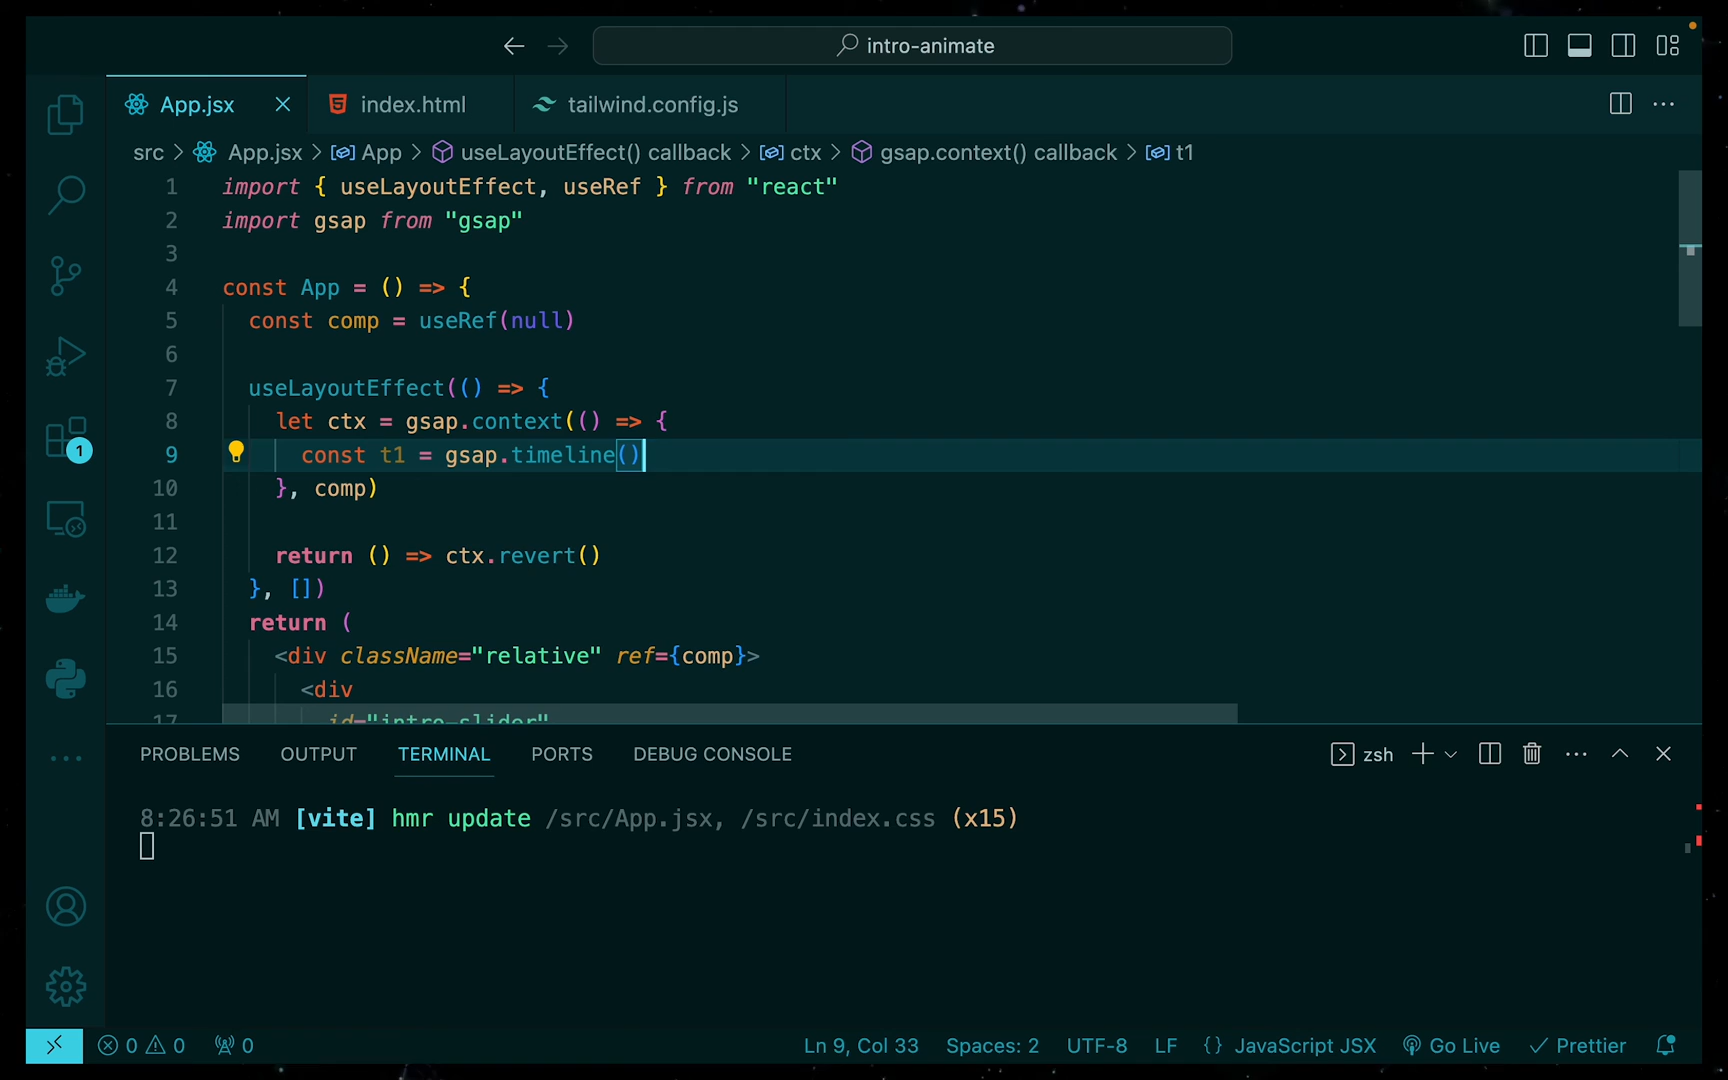 intro-animate
App.jsx index.html tailwind.config.js
src > App.jsx > App > useLayoutEffect() callback > ctx > gsap.context() callback > t1
1 import { useLayoutEffect, useRef } from "react"
2 import gsap from "gsap"
3
4 const App = () => {
5 const comp = useRef(null)
6
7 useLayoutEffect(() => {
8 let ctx = gsap.context(() => {
9 const t1 = gsap.timeline()
10 }, comp)
11
12 return () => ctx.revert()
13 }, [])
14 return (
15 <div className="relative" ref={comp}>
16 <div
17 id="intro-slider"
1
PROBLEMS OUTPUT TERMINAL PORTS DEBUG CONSOLE zsh
8:26:51 AM [vite] hmr update /src/App.jsx, /src/index.css (x15)
0 0 0 Ln 9, Col 33 Spaces: 2 UTF-8 LF {} JavaScript JSX Go Live Prettier